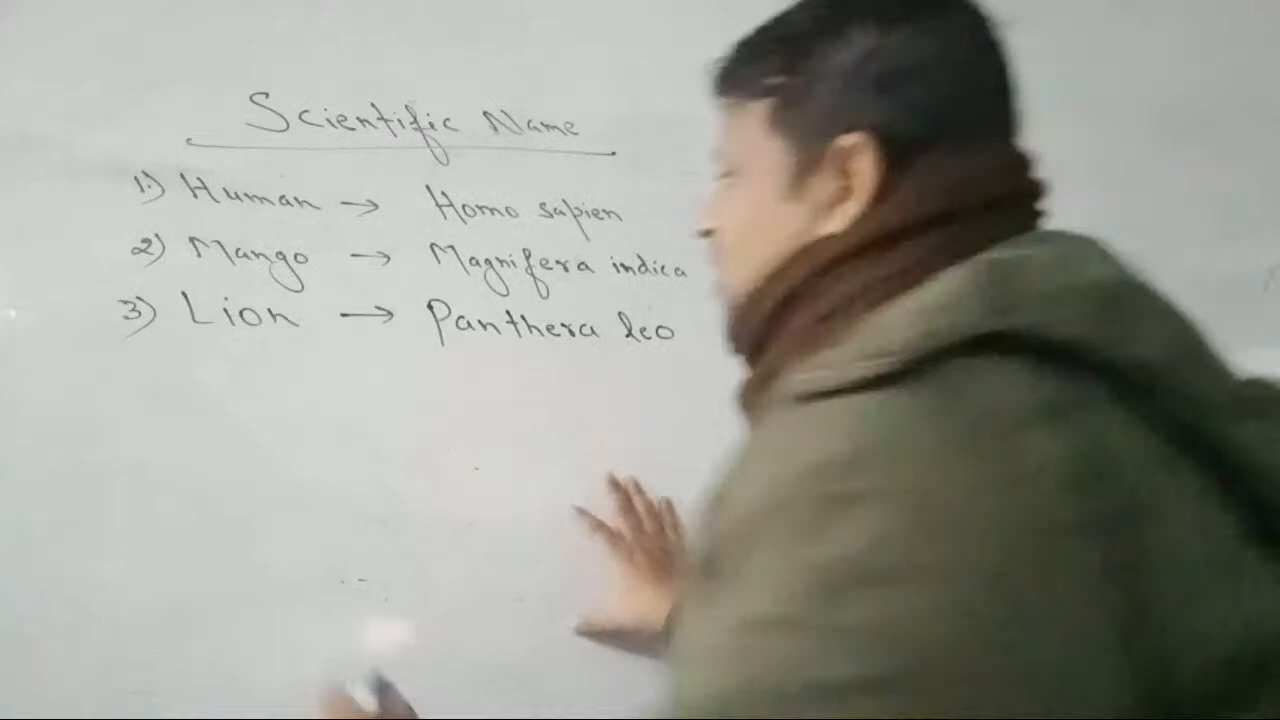 Scientific Name
1.) Human → Homo sapien
2) Mango → Magnifera indica
3) Lion → Panthera leo